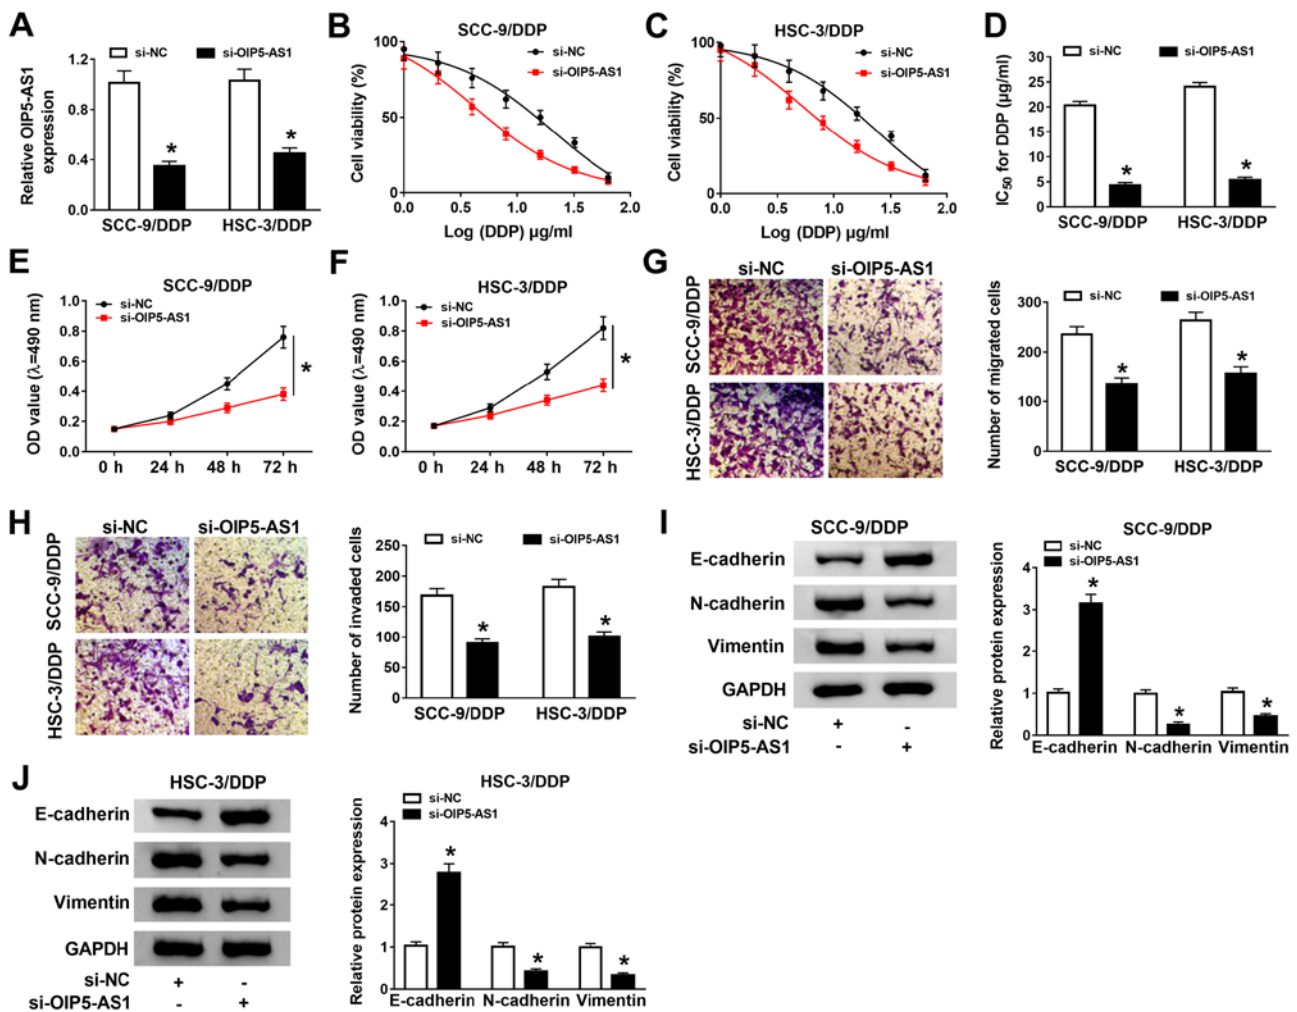 A
si-NC
si-OIP5-AS1
Relative OIP5-AS1
expression
1.2
0.8
0.4
0.0
*
*
SCC-9/DDP
HSC-3/DDP
B
SCC-9/DDP
si-NC
si-OIP5-AS1
Cell viability (%)
100
50
0
0.0
0.5
1.0
1.5
2.0
Log (DDP) μg/ml
C
HSC-3/DDP
si-NC
si-OIP5-AS1
Cell viability (%)
100
50
0
0.0
0.5
1.0
1.5
2.0
Log (DDP) μg/ml
D
si-NC
si-OIP5-AS1
IC50 for DDP (μg/ml)
30
25
20
15
10
5
0
*
*
SCC-9/DDP
HSC-3/DDP
E
SCC-9/DDP
si-NC
si-OIP5-AS1
OD value (λ=490 nm)
1.0
0.8
0.6
0.4
0.2
0.0
*
0 h
24 h
48 h
72 h
F
HSC-3/DDP
si-NC
si-OIP5-AS1
OD value (λ=490 nm)
1.0
0.8
0.6
0.4
0.2
0.0
*
0 h
24 h
48 h
72 h
G
si-NC
si-OIP5-AS1
SCC-9/DDP
HSC-3/DDP
si-NC
si-OIP5-AS1
Number of migrated cells
300
200
100
0
*
*
SCC-9/DDP
HSC-3/DDP
H
si-NC
si-OIP5-AS1
SCC-9/DDP
HSC-3/DDP
si-NC
si-OIP5-AS1
Number of invaded cells
250
200
150
100
50
0
*
*
SCC-9/DDP
HSC-3/DDP
I
SCC-9/DDP
E-cadherin
N-cadherin
Vimentin
GAPDH
si-NC + -
si-OIP5-AS1 - +
SCC-9/DDP
si-NC
si-OIP5-AS1
Relative protein expression
4
3
2
1
0
*
*
*
E-cadherin
N-cadherin
Vimentin
J
HSC-3/DDP
E-cadherin
N-cadherin
Vimentin
GAPDH
si-NC + -
si-OIP5-AS1 - +
HSC-3/DDP
si-NC
si-OIP5-AS1
Relative protein expression
4
3
2
1
0
*
*
*
E-cadherin
N-cadherin
Vimentin